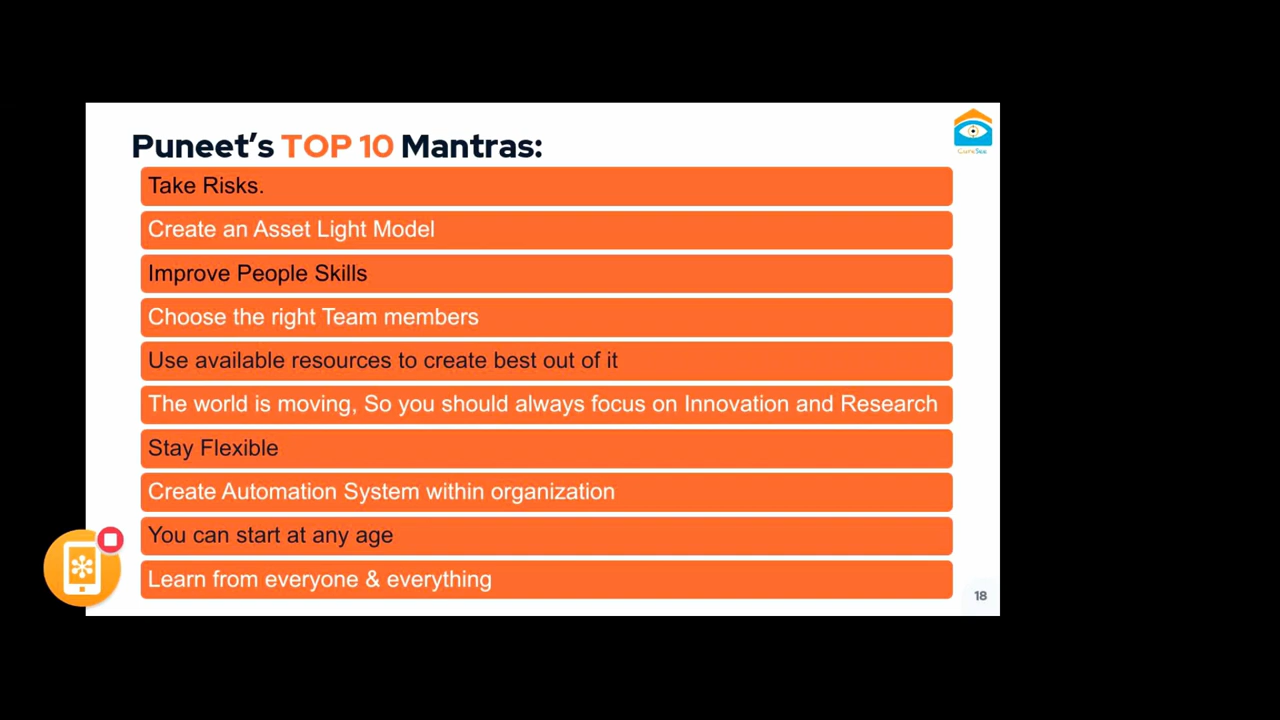 Puneet's TOP 10 Mantras:
Take Risks.
Create an Asset Light Model
Improve People Skills
Choose the right Team members
Use available resources to create best out of it
The world is moving, So you should always focus on Innovation and Research
Stay Flexible
Create Automation System within organization
You can start at any age
Learn from everyone & everything
18